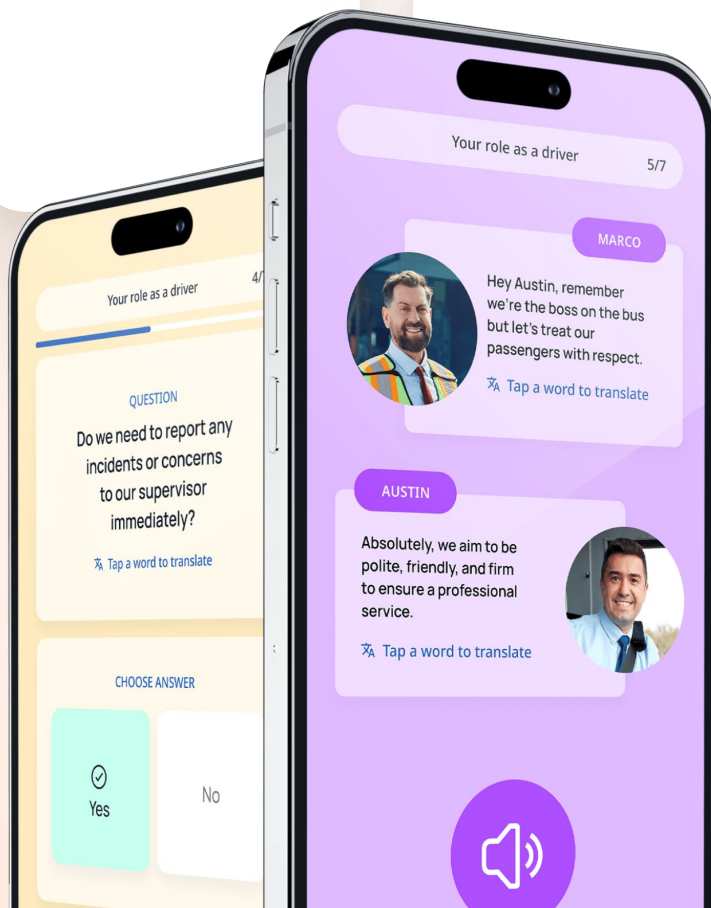 Your role as a driver
4/7
QUESTION
Do we need to report any
incidents or concerns
to our supervisor
immediately?
Tap a word to translate
CHOOSE ANSWER
Yes
No
Your role as a driver
5/7
MARCO
Hey Austin, remember
we're the boss on the bus
but let's treat our
passengers with respect.
Tap a word to translate
AUSTIN
Absolutely, we aim to be
polite, friendly, and firm
to ensure a professional
service.
Tap a word to translate